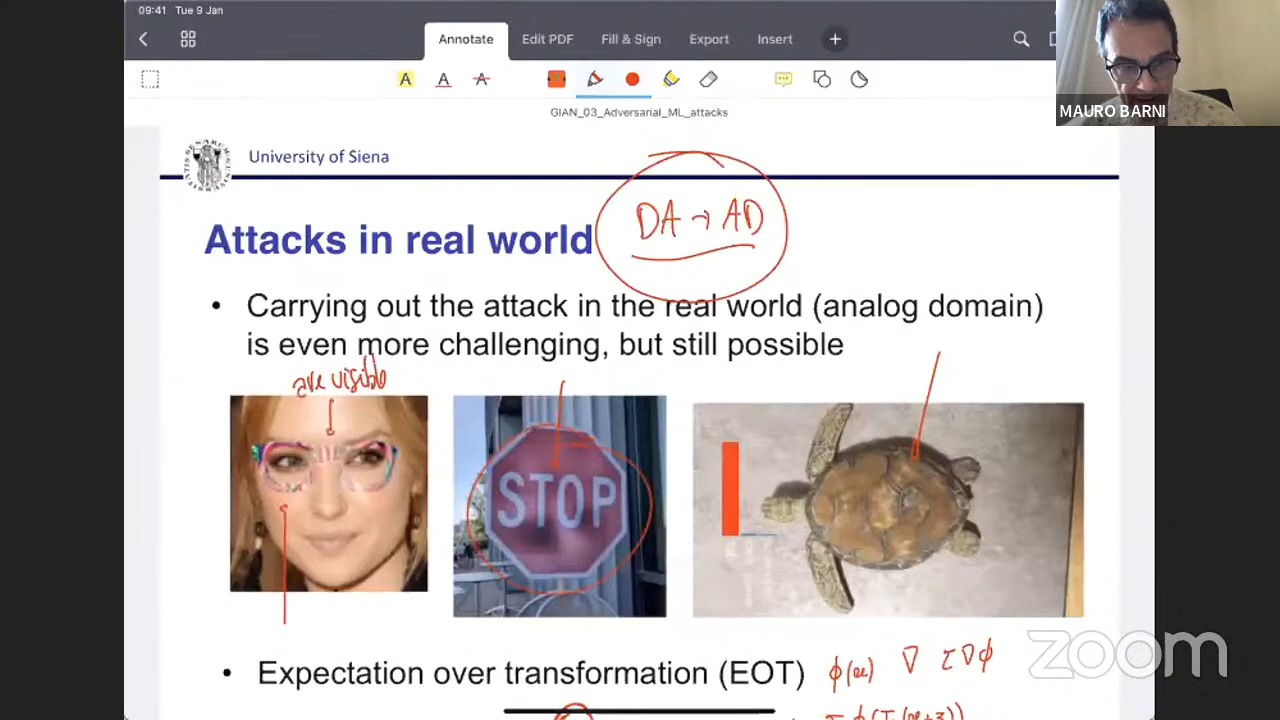 09:41 Tue 9 Jan
Annotate Edit PDF Fill & Sign Export Insert
A A A
GIAN_03_Adversarial_ML_attacks
MAURO BARNI
University of Siena
DA → AD
Attacks in real world
• Carrying out the attack in the real world (analog domain)
is even more challenging, but still possible
are visible
STOP
• Expectation over transformation (EOT)
ϕ(x) ∇ Σ∇ϕ
zoom